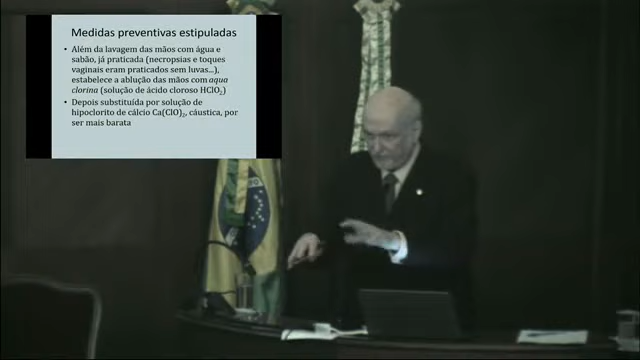 Medidas preventivas estipuladas
• Além da lavagem das mãos com água e
sabão, já praticada (necropsias e toques
vaginais eram praticados sem luvas...),
estabelece a ablução das mãos com aqua
clorina (solução de ácido cloroso HClO₂)
• Depois substituída por solução de
hipoclorito de cálcio Ca(ClO)₂, cáustica, por
ser mais barata